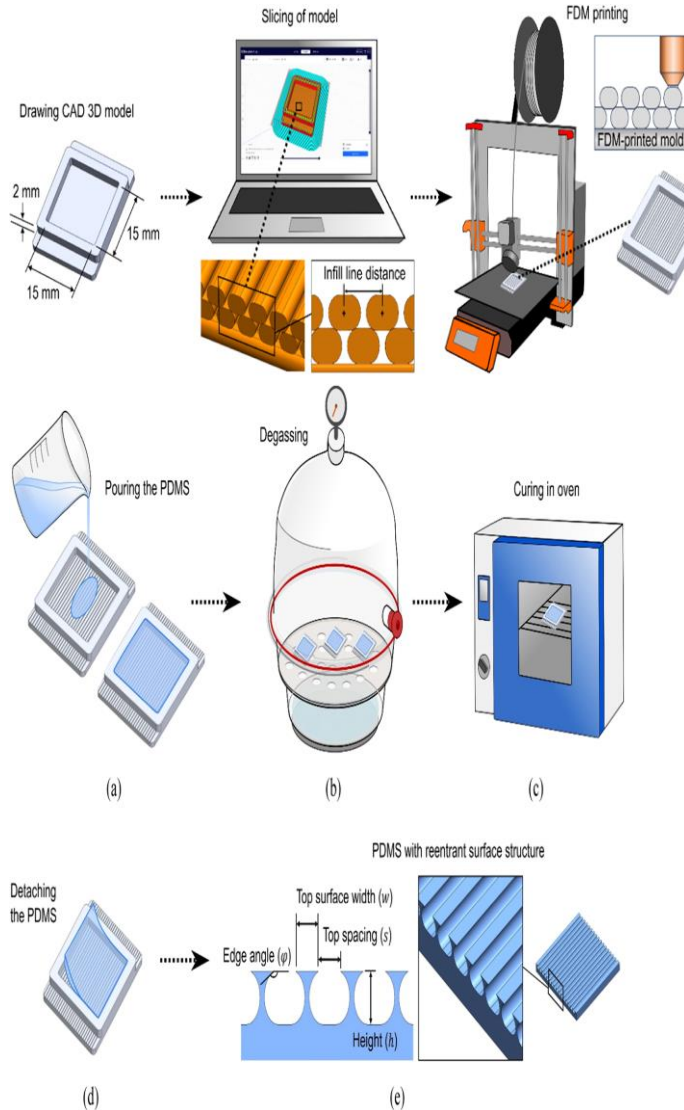 Slicing of model
FDM printing
Drawing CAD 3D model
FDM-printed mold
2 mm
15 mm
15 mm
Infill line distance
Degassing
Pouring the PDMS
Curing in oven
(a)
(b)
(c)
PDMS with reentrant surface structure
Detaching
the PDMS
Top surface width (w)
Top spacing (s)
Edge angle (φ)
Height (h)
(d)
(e)